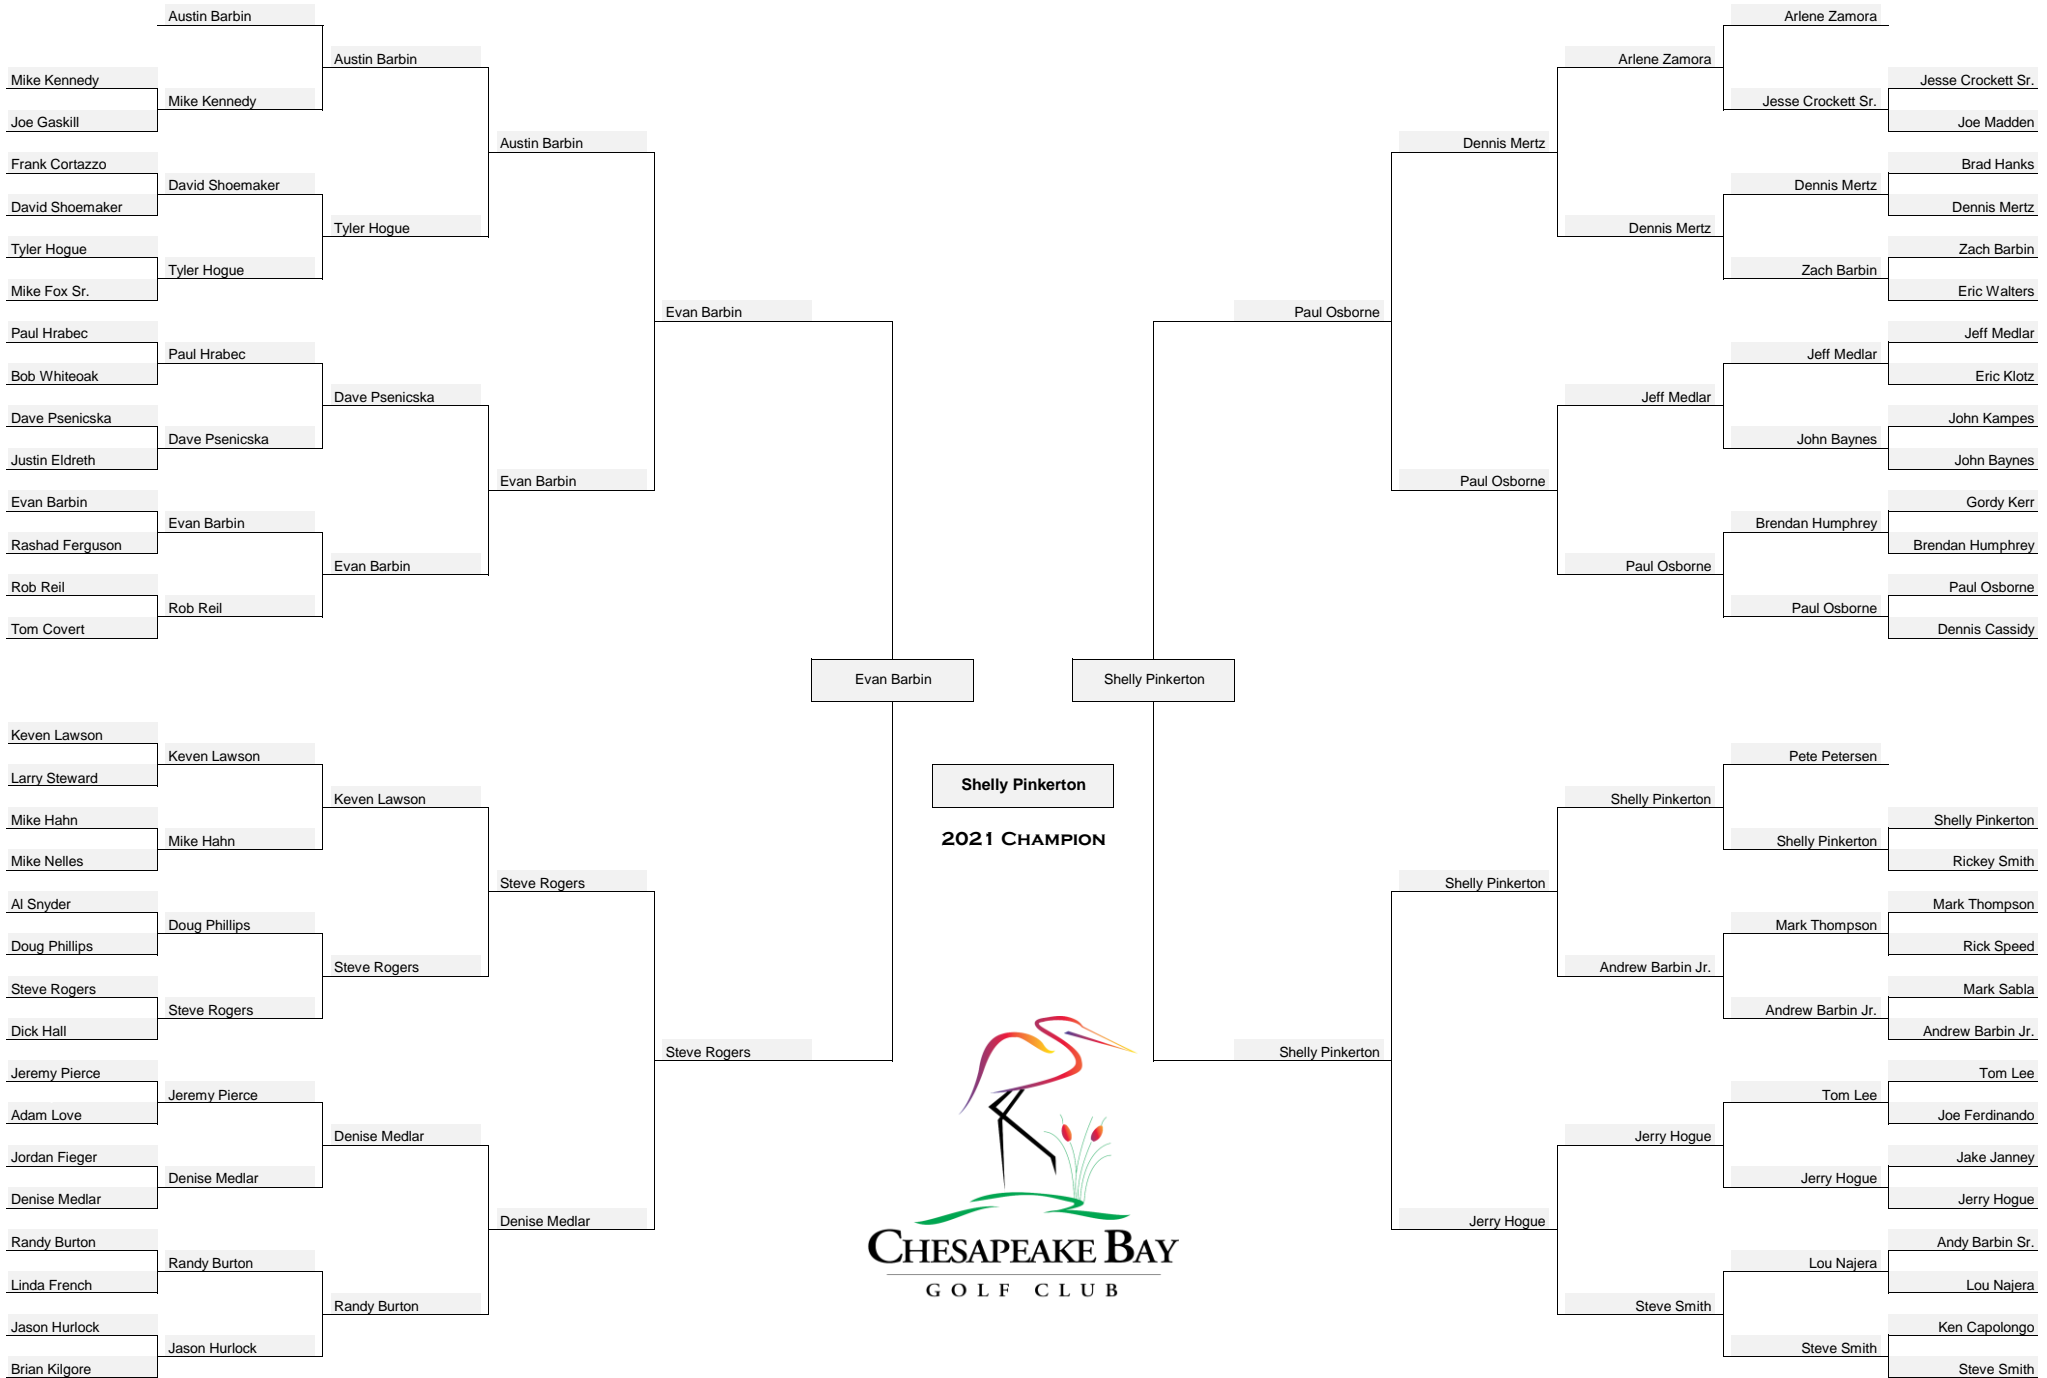 Austin Barbin
Arlene Zamora
Austin Barbin
Arlene Zamora
Mike Kennedy
Jesse Crockett Sr.
Mike Kennedy
Jesse Crockett Sr.
Joe Gaskill
Joe Madden
Austin Barbin
Dennis Mertz
Frank Cortazzo
Brad Hanks
David Shoemaker
Dennis Mertz
David Shoemaker
Dennis Mertz
Tyler Hogue
Dennis Mertz
Tyler Hogue
Zach Barbin
Tyler Hogue
Zach Barbin
Mike Fox Sr.
Eric Walters
Evan Barbin
Paul Osborne
Paul Hrabec
Jeff Medlar
Paul Hrabec
Jeff Medlar
Bob Whiteoak
Eric Klotz
Dave Psenicska
Jeff Medlar
Dave Psenicska
John Kampes
Dave Psenicska
John Baynes
Justin Eldreth
John Baynes
Evan Barbin
Paul Osborne
Evan Barbin
Gordy Kerr
Evan Barbin
Brendan Humphrey
Rashad Ferguson
Brendan Humphrey
Evan Barbin
Paul Osborne
Rob Reil
Paul Osborne
Rob Reil
Paul Osborne
Tom Covert
Dennis Cassidy
Evan Barbin
Shelly Pinkerton
Keven Lawson
Keven Lawson
Pete Petersen
Larry Steward
Shelly Pinkerton
Keven Lawson
Shelly Pinkerton
Mike Hahn
Shelly Pinkerton
Mike Hahn
2021 Champion
Shelly Pinkerton
Mike Nelles
Rickey Smith
Steve Rogers
Shelly Pinkerton
Al Snyder
Mark Thompson
Doug Phillips
Mark Thompson
Doug Phillips
Rick Speed
Steve Rogers
Andrew Barbin Jr.
Steve Rogers
Mark Sabla
Steve Rogers
Andrew Barbin Jr.
Dick Hall
Andrew Barbin Jr.
Steve Rogers
Shelly Pinkerton
Jeremy Pierce
Tom Lee
Jeremy Pierce
Tom Lee
Adam Love
Joe Ferdinando
Denise Medlar
Jerry Hogue
Jordan Fieger
Jake Janney
Denise Medlar
Jerry Hogue
Denise Medlar
Jerry Hogue
Denise Medlar
Jerry Hogue
Randy Burton
Andy Barbin Sr.
Chesapeake Bay
Randy Burton
Lou Najera
Linda French
Lou Najera
GOLF CLUB
Randy Burton
Steve Smith
Jason Hurlock
Ken Capolongo
Jason Hurlock
Steve Smith
Brian Kilgore
Steve Smith